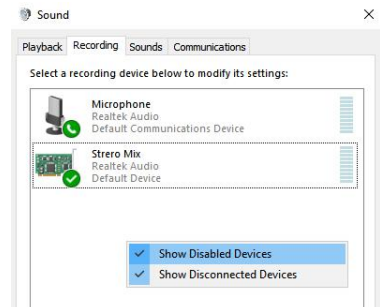 Sound
Playback Recording Sounds Communications
Select a recording device below to modify its settings:
Microphone
Realtek Audio
Default Communications Device
Strero Mix
Realtek Audio
Default Device
Show Disabled Devices
Show Disconnected Devices